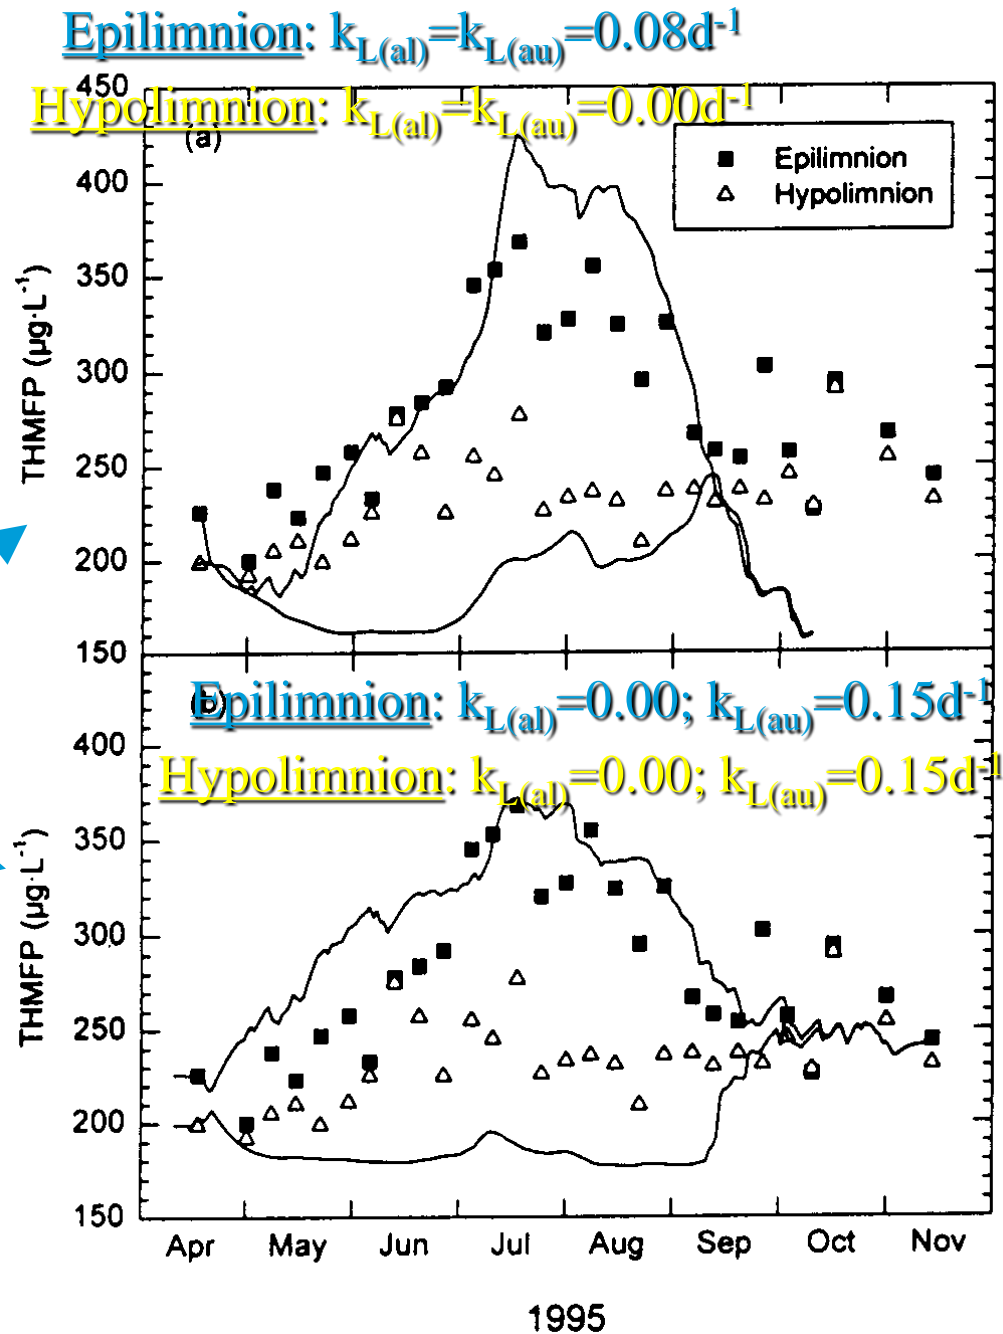 Epilimnion: kL(al)=kL(au)=0.08d-1
450
Hypolimnion: kL(al)=kL(au)=0.00d-1
(a)
Epilimnion
Hypolimnion
400
350
300
250
200
150
THMFP (µg·L-1)
(b)
Epilimnion: kL(al)=0.00; kL(au)=0.15d-1
400
Hypolimnion: kL(al)=0.00; kL(au)=0.15d-1
350
300
250
200
150
THMFP (µg·L-1)
Apr May Jun Jul Aug Sep Oct Nov
1995